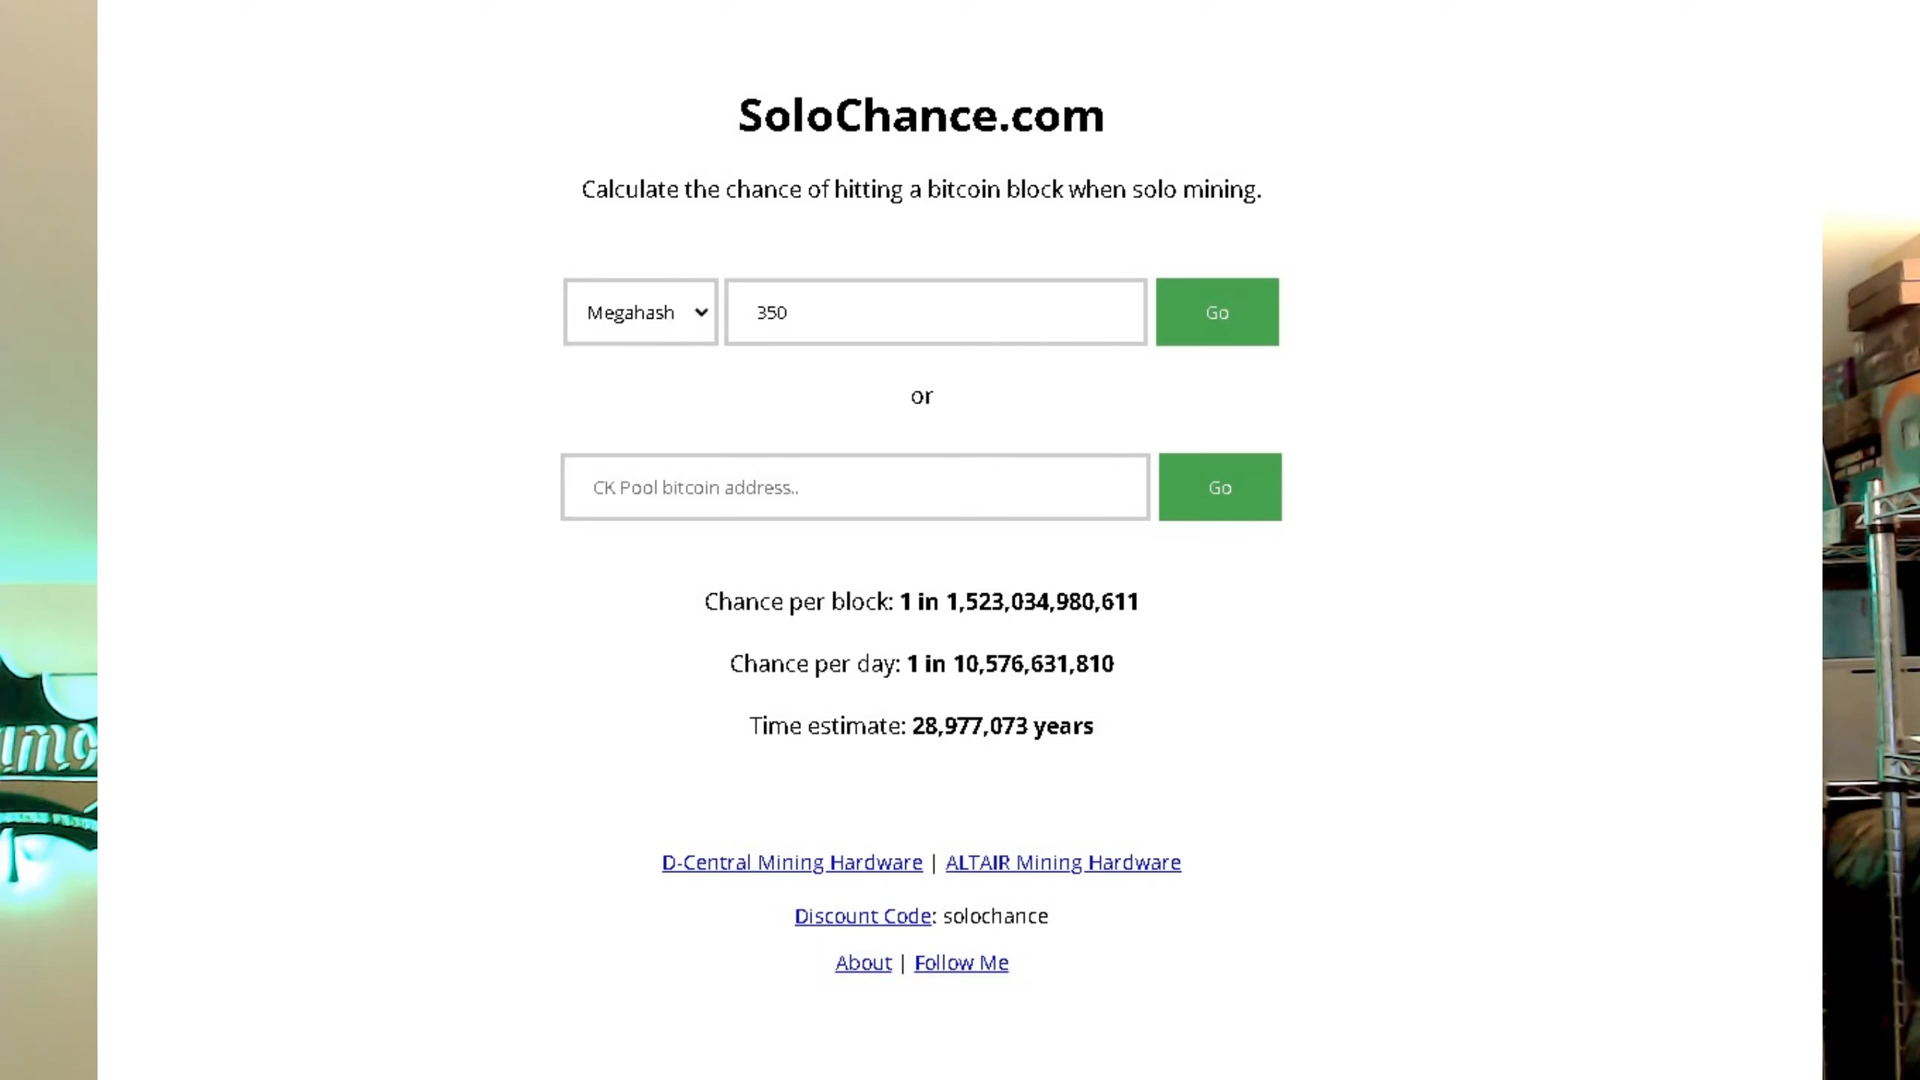 SoloChance.com
Calculate the chance of hitting a bitcoin block when solo mining.
Megahash 350 Go
or
CK Pool bitcoin address.. Go
Chance per block: 1 in 1,523,034,980,611
Chance per day: 1 in 10,576,631,810
Time estimate: 28,977,073 years
D-Central Mining Hardware | ALTAIR Mining Hardware
Discount Code: solochance
About | Follow Me